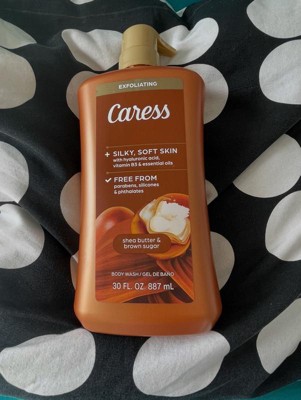 EXFOLIATING
Caress
+ SILKY, SOFT SKIN
with hyaluronic acid,
vitamin B3 & essential oils
✓ FREE FROM
parabens, silicones
& phthalates
shea butter &
brown sugar
BODY WASH / GEL DE BAÑO
30 FL. OZ. 887 mL